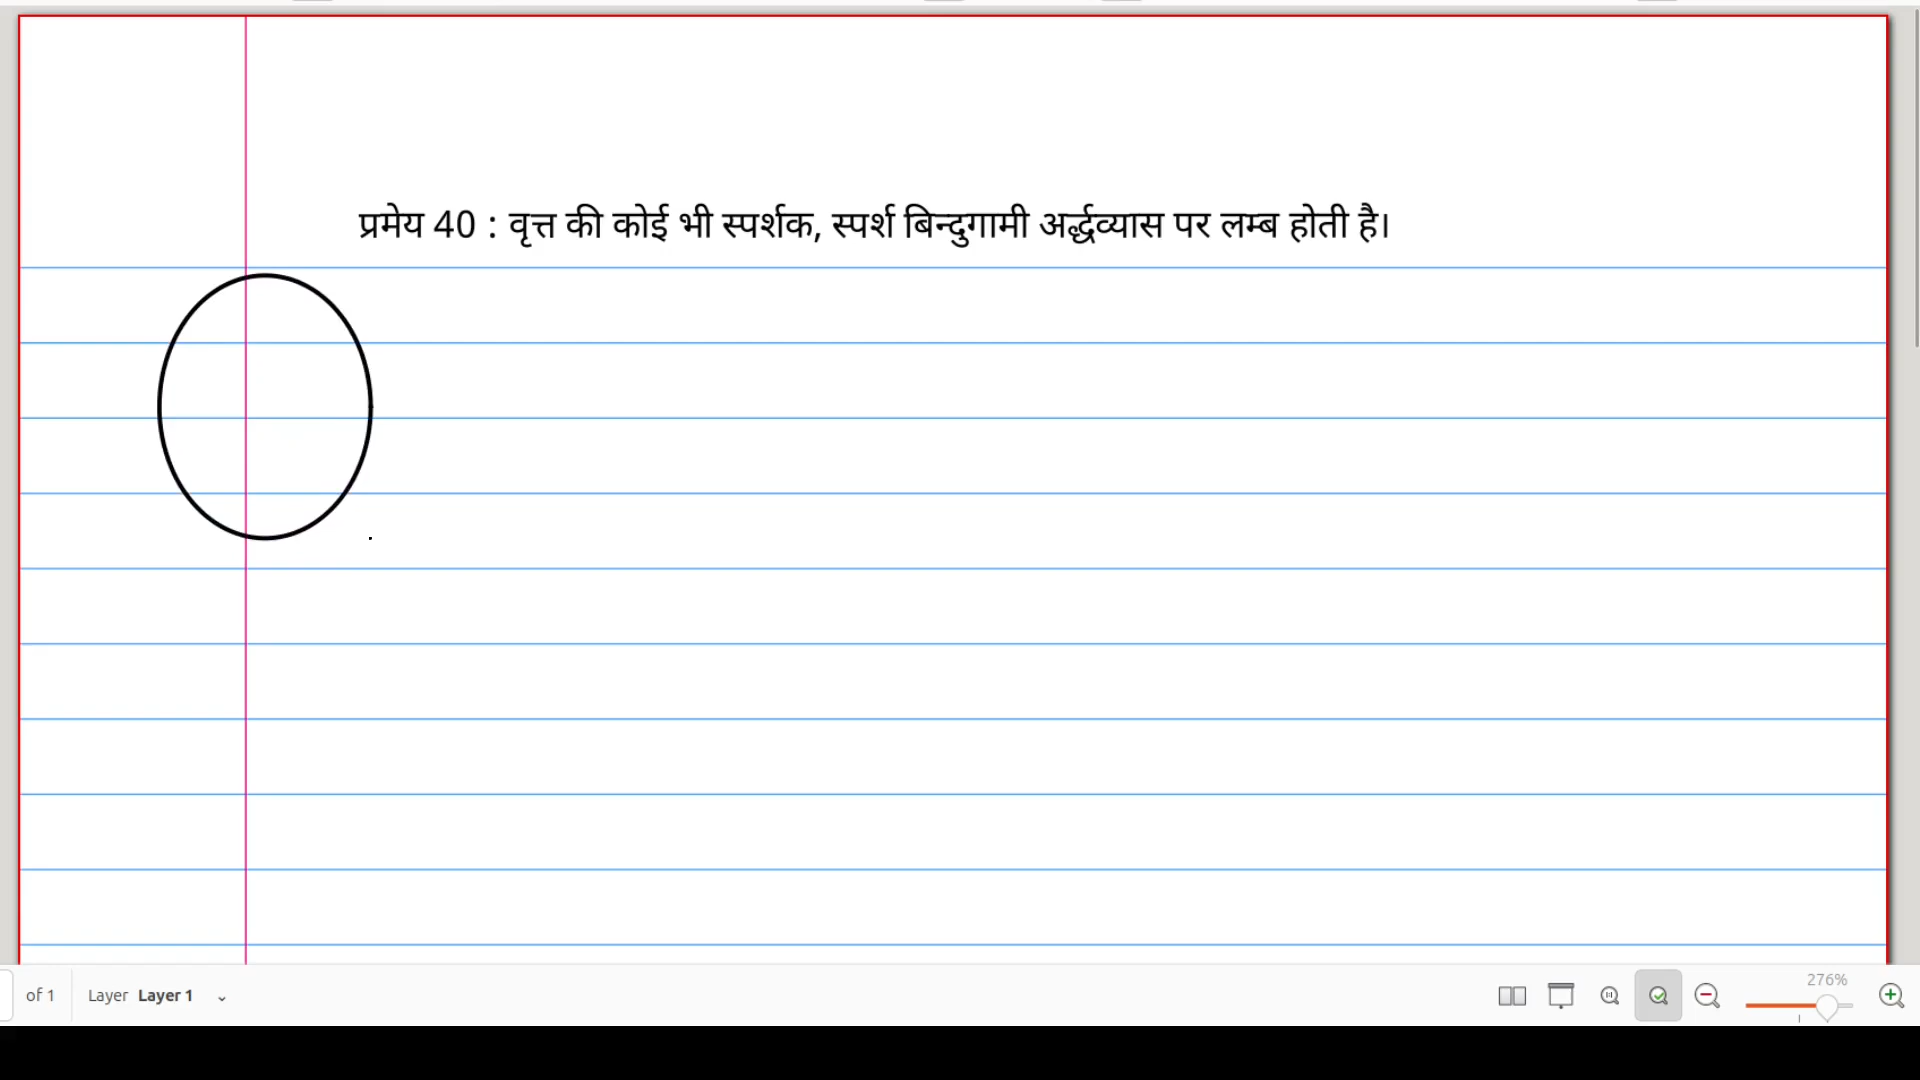 प्रमेय 40 : वृत्त की कोई भी स्पर्शक, स्पर्श बिन्दुगामी अर्द्धव्यास पर लम्ब होती है।
of 1 Layer Layer 1 276%